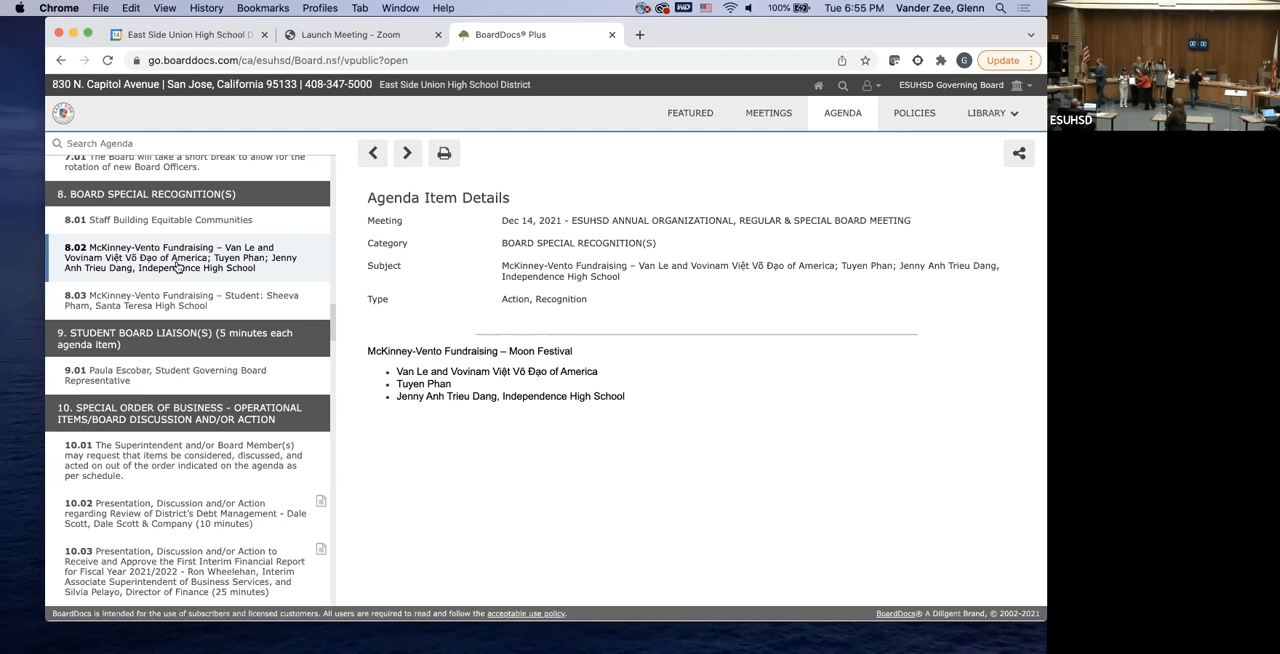 Chrome File Edit View History Bookmarks Profiles Tab Window Help
100% Tue 6:55 PM Vander Zee, Glenn
East Side Union High School D
Launch Meeting - Zoom
BoardDocs® Plus
go.boarddocs.com/ca/esuhsd/Board.nsf/vpublic?open
G
Update
830 N. Capitol Avenue | San Jose, California 95133 | 408-347-5000 East Side Union High School District
ESUHSD Governing Board
FEATURED MEETINGS AGENDA POLICIES LIBRARY
Search Agenda
7.01 The Board will take a short break to allow for the
rotation of new Board Officers.
8. BOARD SPECIAL RECOGNITION(S)
8.01 Staff Building Equitable Communities
8.02 McKinney-Vento Fundraising – Van Le and
Vovinam Việt Võ Đạo of America; Tuyen Phan; Jenny
Anh Trieu Dang, Independence High School
8.03 McKinney-Vento Fundraising – Student: Sheeva
Pham, Santa Teresa High School
9. STUDENT BOARD LIAISON(S) (5 minutes each
agenda item)
9.01 Paula Escobar, Student Governing Board
Representative
10. SPECIAL ORDER OF BUSINESS - OPERATIONAL
ITEMS/BOARD DISCUSSION AND/OR ACTION
10.01 The Superintendent and/or Board Member(s)
may request that items be considered, discussed, and
acted on out of the order indicated on the agenda as
per schedule.
10.02 Presentation, Discussion and/or Action
regarding Review of District's Debt Management - Dale
Scott, Dale Scott & Company (10 minutes)
10.03 Presentation, Discussion and/or Action to
Receive and Approve the First Interim Financial Report
for Fiscal Year 2021/2022 - Ron Wheelehan, Interim
Associate Superintendent of Business Services, and
Silvia Pelayo, Director of Finance (25 minutes)
Agenda Item Details
Meeting Dec 14, 2021 - ESUHSD ANNUAL ORGANIZATIONAL, REGULAR & SPECIAL BOARD MEETING
Category BOARD SPECIAL RECOGNITION(S)
Subject McKinney-Vento Fundraising – Van Le and Vovinam Việt Võ Đạo of America; Tuyen Phan; Jenny Anh Trieu Dang,
Independence High School
Type Action, Recognition
McKinney-Vento Fundraising – Moon Festival
• Van Le and Vovinam Việt Võ Đạo of America
• Tuyen Phan
• Jenny Anh Trieu Dang, Independence High School
BoardDocs is intended for the use of subscribers and licensed customers. All users are required to read and follow the acceptable use policy.
BoardDocs® A Diligent Brand, © 2002-2021
00:00
ESUHSD